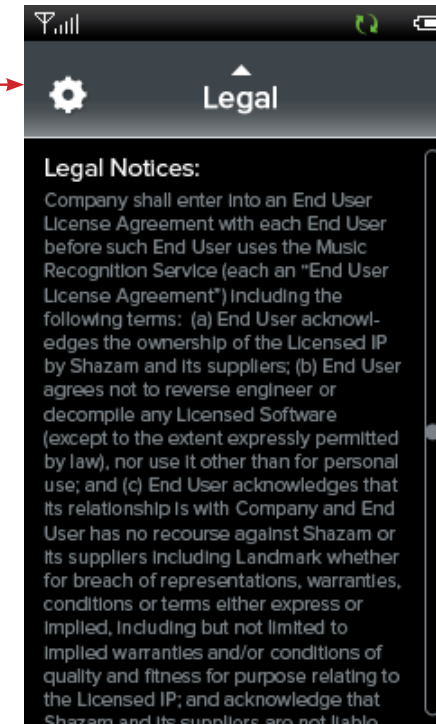 Legal
Legal Notices:
Company shall enter into an End User
License Agreement with each End User
before such End User uses the Music
Recognition Service (each an "End User
License Agreement") including the
following terms: (a) End User acknowl-
edges the ownership of the Licensed IP
by Shazam and its suppliers; (b) End User
agrees not to reverse engineer or
decompile any Licensed Software
(except to the extent expressly permitted
by law), nor use it other than for personal
use; and (c) End User acknowledges that
its relationship is with Company and End
User has no recourse against Shazam or
its suppliers including Landmark whether
for breach of representations, warranties,
conditions or terms either express or
implied, including but not limited to
implied warranties and/or conditions of
quality and fitness for purpose relating to
the Licensed IP; and acknowledge that
Shazam and its suppliers are not liable